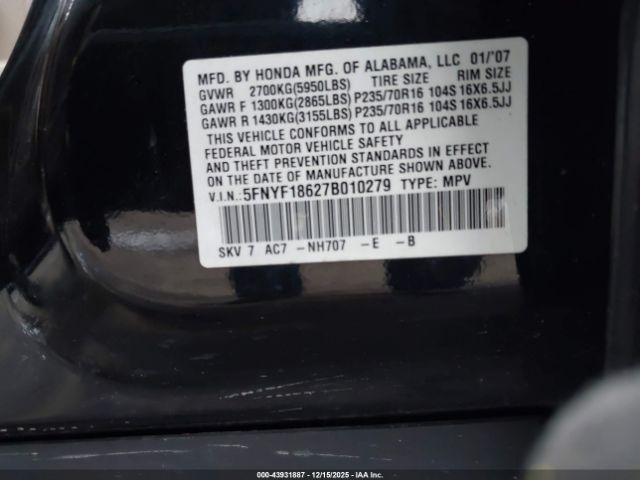 MFD. BY HONDA MFG. OF ALABAMA, LLC 01/'07
GVWR 2700KG(5950LBS) TIRE SIZE RIM SIZE
GAWR F 1300KG(2865LBS) P235/70R16 104S 16X6.5JJ
GAWR R 1430KG(3155LBS) P235/70R16 104S 16X6.5JJ
THIS VEHICLE CONFORMS TO ALL APPLICABLE
FEDERAL MOTOR VEHICLE SAFETY
AND THEFT PREVENTION STANDARDS IN EFFECT
ON THE DATE OF MANUFACTURE SHOWN ABOVE.
V.I.N.:5FNYF18627B010279 TYPE: MPV
SKV 7 AC7 -NH707 -E -B
000-43931887 - 12/15/2025 - IAA Inc.